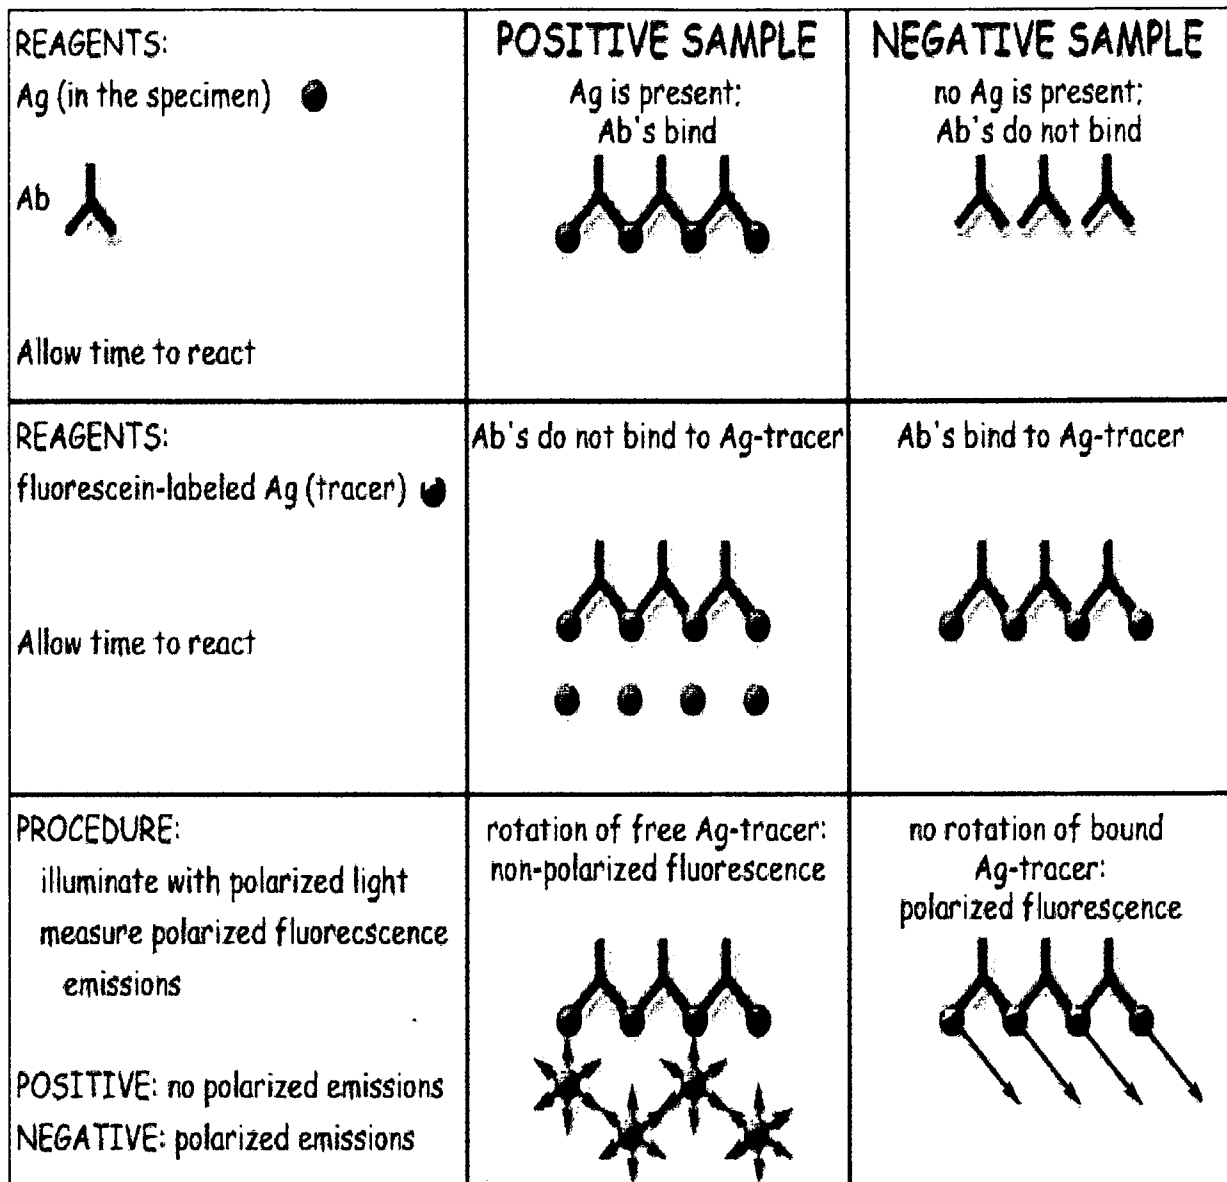 REAGENTS:
Ag (in the specimen)
Ab
Allow time to react
POSITIVE SAMPLE
Ag is present:
Ab's bind
NEGATIVE SAMPLE
no Ag is present:
Ab's do not bind
REAGENTS:
fluorescein-labeled Ag (tracer)
Allow time to react
Ab's do not bind to Ag-tracer
Ab's bind to Ag-tracer
PROCEDURE:
illuminate with polarized light
measure polarized fluorecscence
emissions
POSITIVE: no polarized emissions
NEGATIVE: polarized emissions
rotation of free Ag-tracer:
non-polarized fluorescence
no rotation of bound
Ag-tracer:
polarized fluorescence